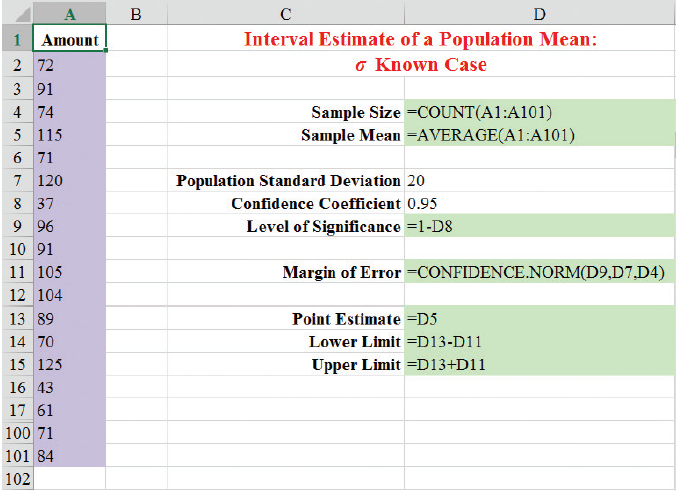 A B C D
1 Amount Interval Estimate of a Population Mean:
2 72 σ Known Case
3 91
4 74 Sample Size =COUNT(A1:A101)
5 115 Sample Mean =AVERAGE(A1:A101)
6 71
7 120 Population Standard Deviation 20
8 37 Confidence Coefficient 0.95
9 96 Level of Significance =1-D8
10 91
11 105 Margin of Error =CONFIDENCE.NORM(D9,D7,D4)
12 104
13 89 Point Estimate =D5
14 70 Lower Limit =D13-D11
15 125 Upper Limit =D13+D11
16 43
17 61
100 71
101 84
102